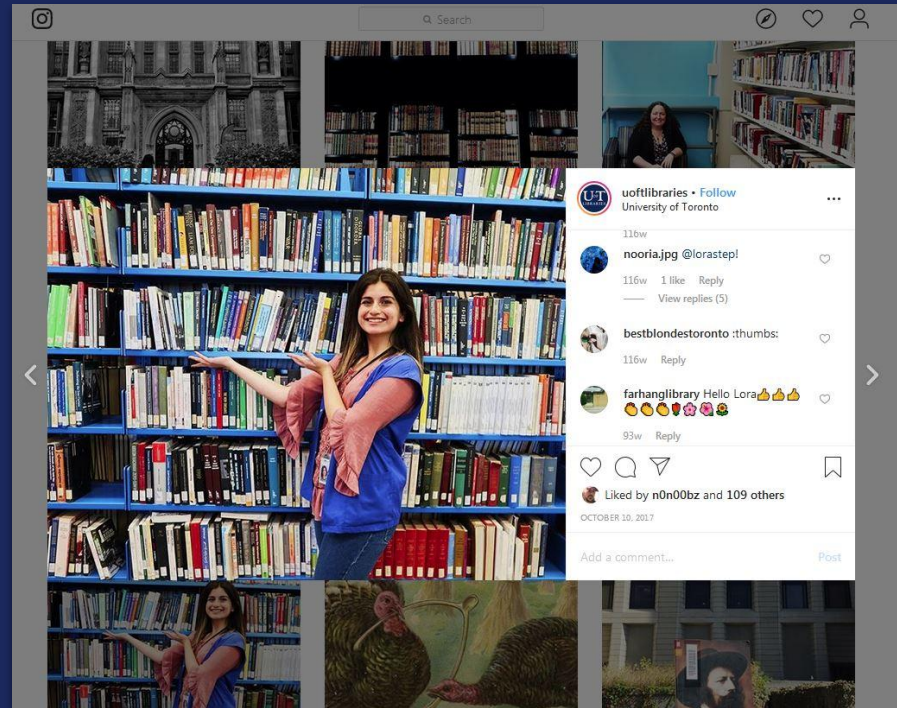 Search
uoftlibraries • Follow
University of Toronto
116w
nooria.jpg @lorastep!
116w 1 like Reply
View replies (5)
bestblondestoronto :thumbs:
116w Reply
farhanglibrary Hello Lora👍👍👍
👏👏👏🌹🌸🌺🌻
93w Reply
Liked by n0n00bz and 109 others
OCTOBER 10, 2017
Add a comment... Post